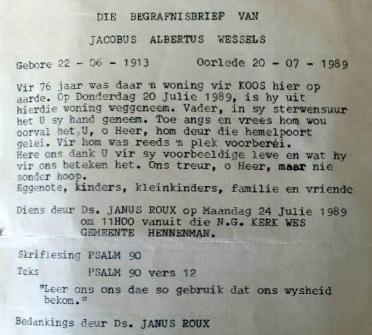 DIE BEGRAFNISBRIEF VAN
JACOBUS ALBERTUS WESSELS
Gebore 22 - 06 - 1913 Oorlede 20 - 07 - 1989
Vir 76 jaar was daar 'n woning vir KOOS hier op
aarde. Op Donderdag 20 Julie 1989, is hy uit
hierdie woning weggeneem. Vader, in sy sterwensuur
het U sy hand geneem. Toe angs en vrees hom wou
oorval het U, o Heer, hom deur die hemelpoort
gelei. Vir hom was reeds 'n plek voorberei.
Here ons dank U vir sy voorbeeldige lewe en wat hy
vir ons beteken het. Ons treur, o Heer, maar nie
sonder hoop.
Eggenote, kinders, kleinkinders, familie en vriende
Diens deur Ds. JANUS ROUX op Maandag 24 Julie 1989
om 11H00 vanuit die N.G. KERK WES
GEMEENTE HENNENMAN.
Skriflesing PSALM 90
Teks PSALM 90 vers 12
"Leer ons ons dae so gebruik dat ons wysheid
bekom."
Bedankings deur Ds. JANUS ROUX